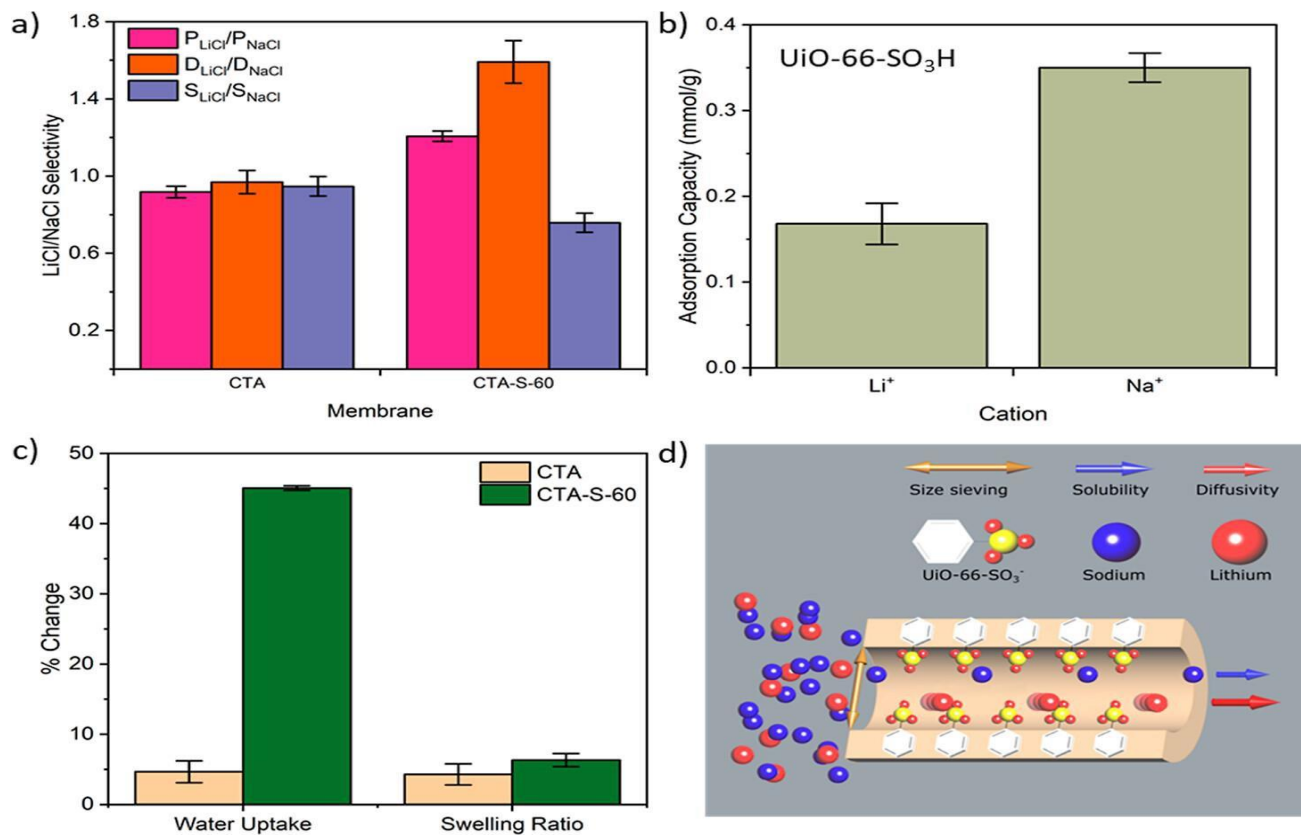 a)
LiCl/NaCl Selectivity
1.8
1.4
1.0
0.6
0.2
P_LiCl/P_NaCl
D_LiCl/D_NaCl
S_LiCl/S_NaCl
CTA
CTA-S-60
Membrane
b)
UiO-66-SO₃H
Adsorption Capacity (mmol/g)
0.4
0.3
0.2
0.1
0.0
Li⁺
Na⁺
Cation
c)
% Change
50
40
30
20
10
0
CTA
CTA-S-60
Water Uptake
Swelling Ratio
d)
Size sieving
Solubility
Diffusivity
UiO-66-SO₃⁻
Sodium
Lithium